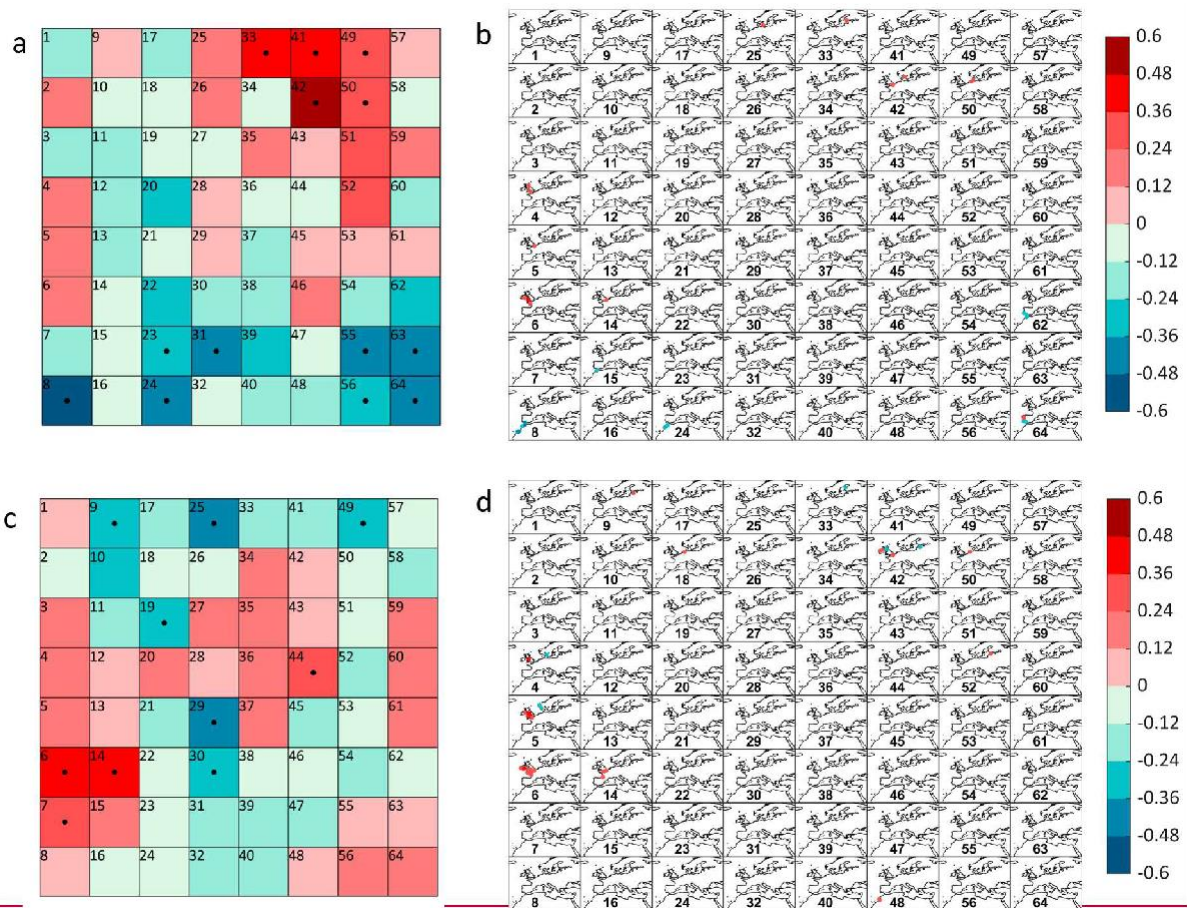 a
1 9 17 25 33 41 49 57
2 10 18 26 34 42 50 58
3 11 19 27 35 43 51 59
4 12 20 28 36 44 52 60
5 13 21 29 37 45 53 61
6 14 22 30 38 46 54 62
7 15 23 31 39 47 55 63
8 16 24 32 40 48 56 64
b
1 9 17 25 33 41 49 57
2 10 18 26 34 42 50 58
3 11 19 27 35 43 51 59
4 12 20 28 36 44 52 60
5 13 21 29 37 45 53 61
6 14 22 30 38 46 54 62
7 15 23 31 39 47 55 63
8 16 24 32 40 48 56 64
0.6
0.48
0.36
0.24
0.12
0
-0.12
-0.24
-0.36
-0.48
-0.6
c
1 9 17 25 33 41 49 57
2 10 18 26 34 42 50 58
3 11 19 27 35 43 51 59
4 12 20 28 36 44 52 60
5 13 21 29 37 45 53 61
6 14 22 30 38 46 54 62
7 15 23 31 39 47 55 63
8 16 24 32 40 48 56 64
d
1 9 17 25 33 41 49 57
2 10 18 26 34 42 50 58
3 11 19 27 35 43 51 59
4 12 20 28 36 44 52 60
5 13 21 29 37 45 53 61
6 14 22 30 38 46 54 62
7 15 23 31 39 47 55 63
8 16 24 32 40 48 56 64
0.6
0.48
0.36
0.24
0.12
0
-0.12
-0.24
-0.36
-0.48
-0.6